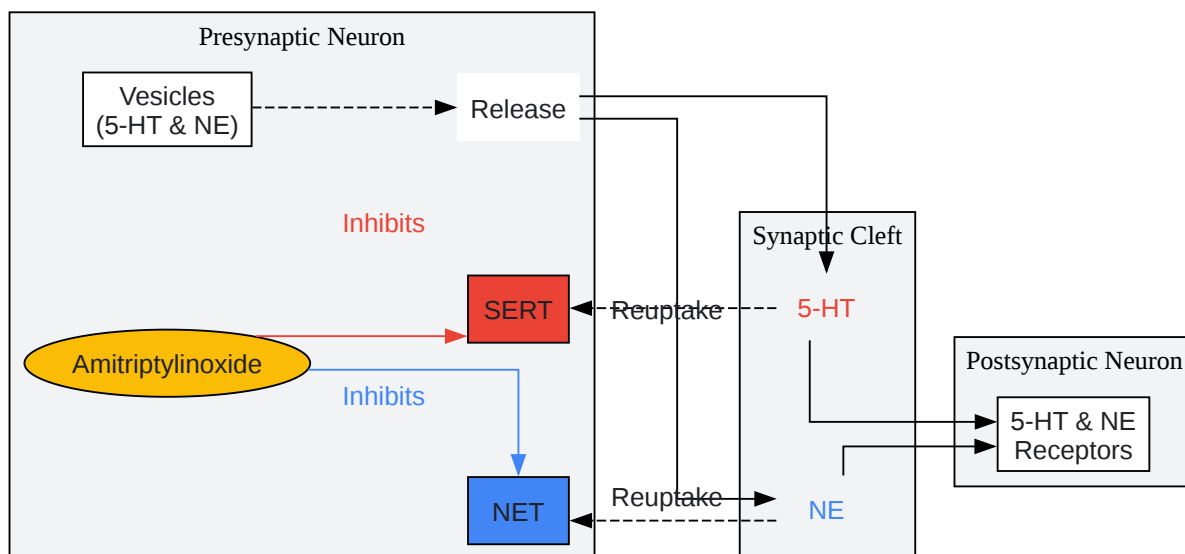 Presynaptic Neuron
Vesicles
(5-HT & NE)
Release
Inhibits
Synaptic Cleft
SERT
Reuptake
5-HT
Amitriptylinoxide
Inhibits
Postsynaptic Neuron
5-HT & NE
Receptors
NET
Reuptake
NE